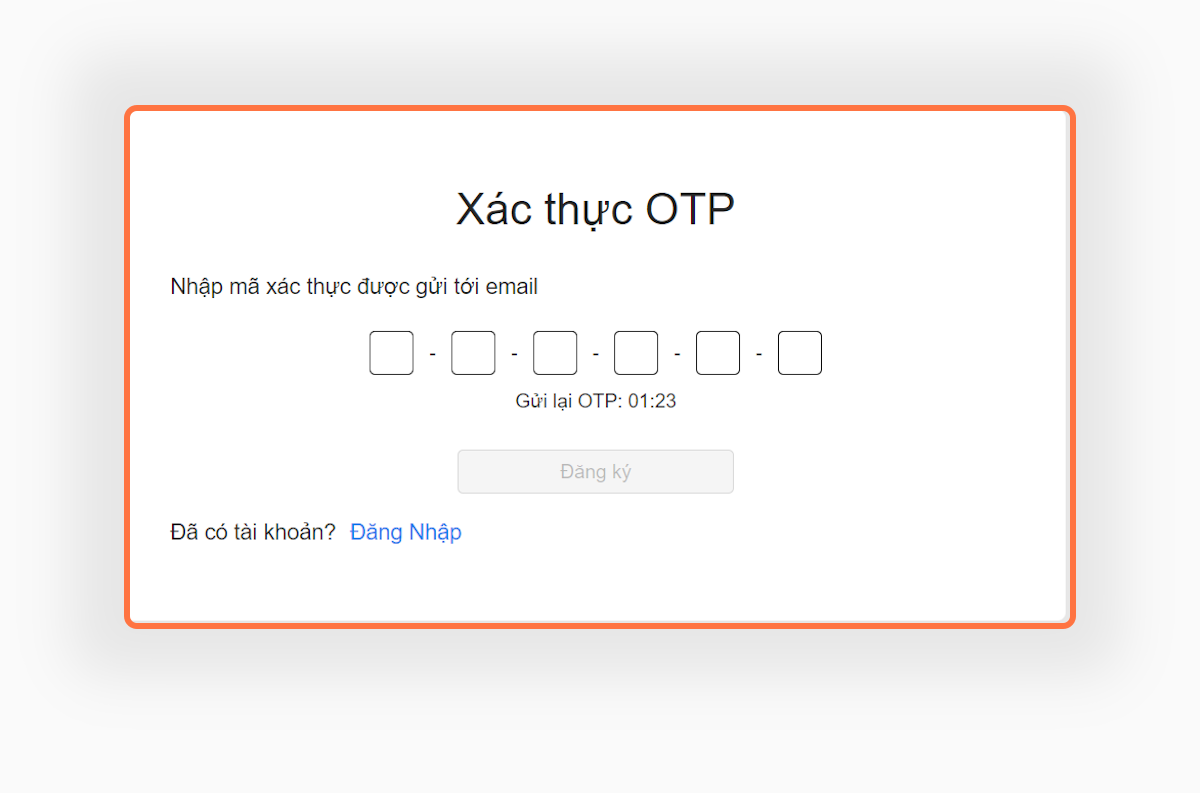 Xác thực OTP
Nhập mã xác thực được gửi tới email
- - - - -
Gửi lại OTP: 01:23
Đăng ký
Đã có tài khoản? Đăng Nhập